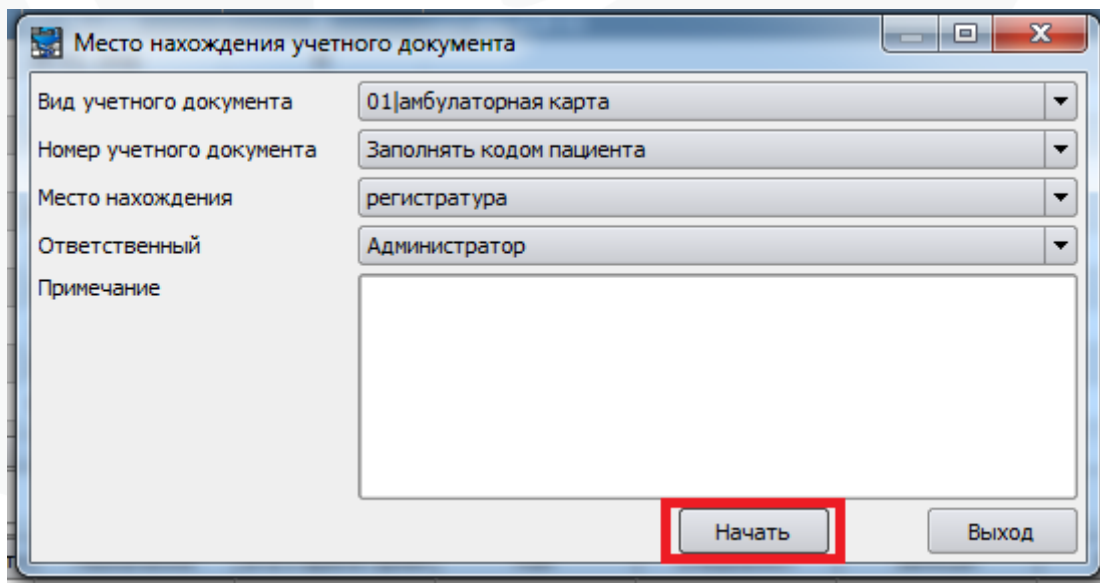 Место нахождения учетного документа
Вид учетного документа 01|амбулаторная карта
Номер учетного документа Заполнять кодом пациента
Место нахождения регистратура
Ответственный Администратор
Примечание
Начать Выход